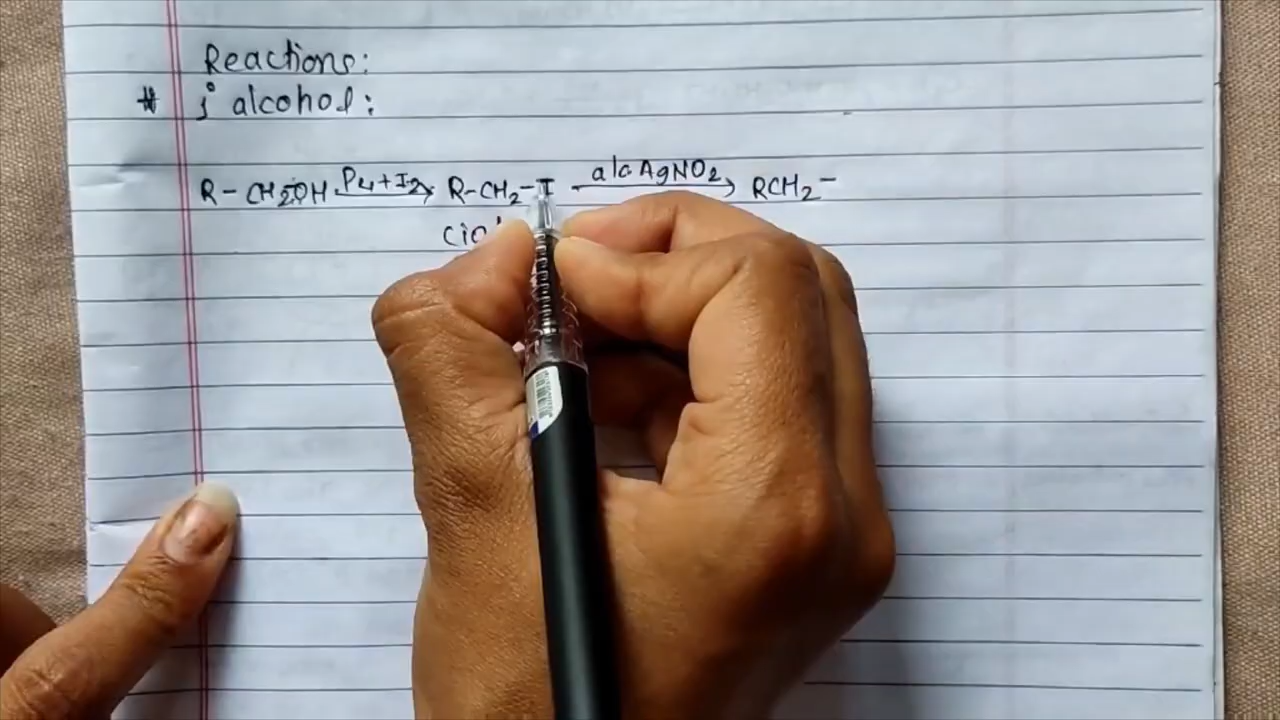 Reactions:
* 1° alcohol:
R-CH2OH P4+I2 R-CH2-I alc AgNO2 RCH2-